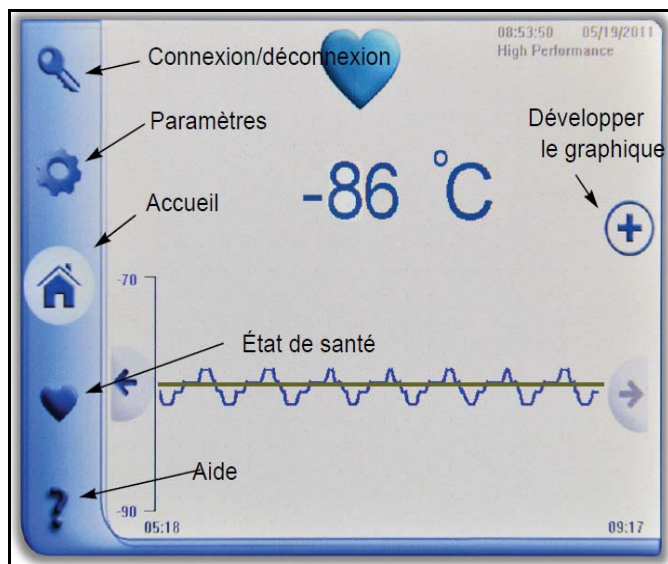 08:53:50 05/19/2011
High Performance
Connexion/déconnexion
Paramètres
Développer
le graphique
Accueil
-86 °C
-70
État de santé
Aide
-90
05:18
09:17